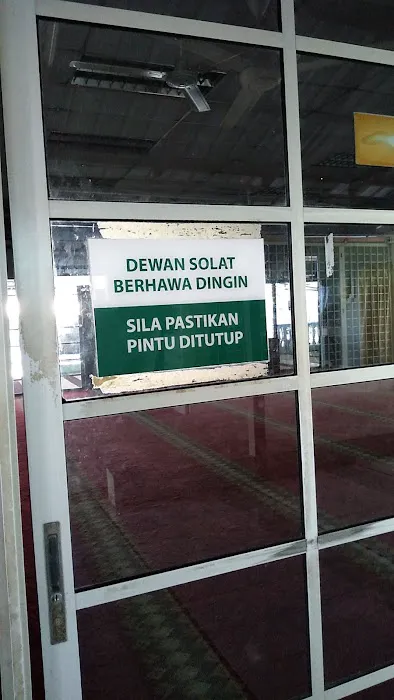 DEWAN SOLAT
BERHAWA DINGIN
SILA PASTIKAN
PINTU DITUTUP